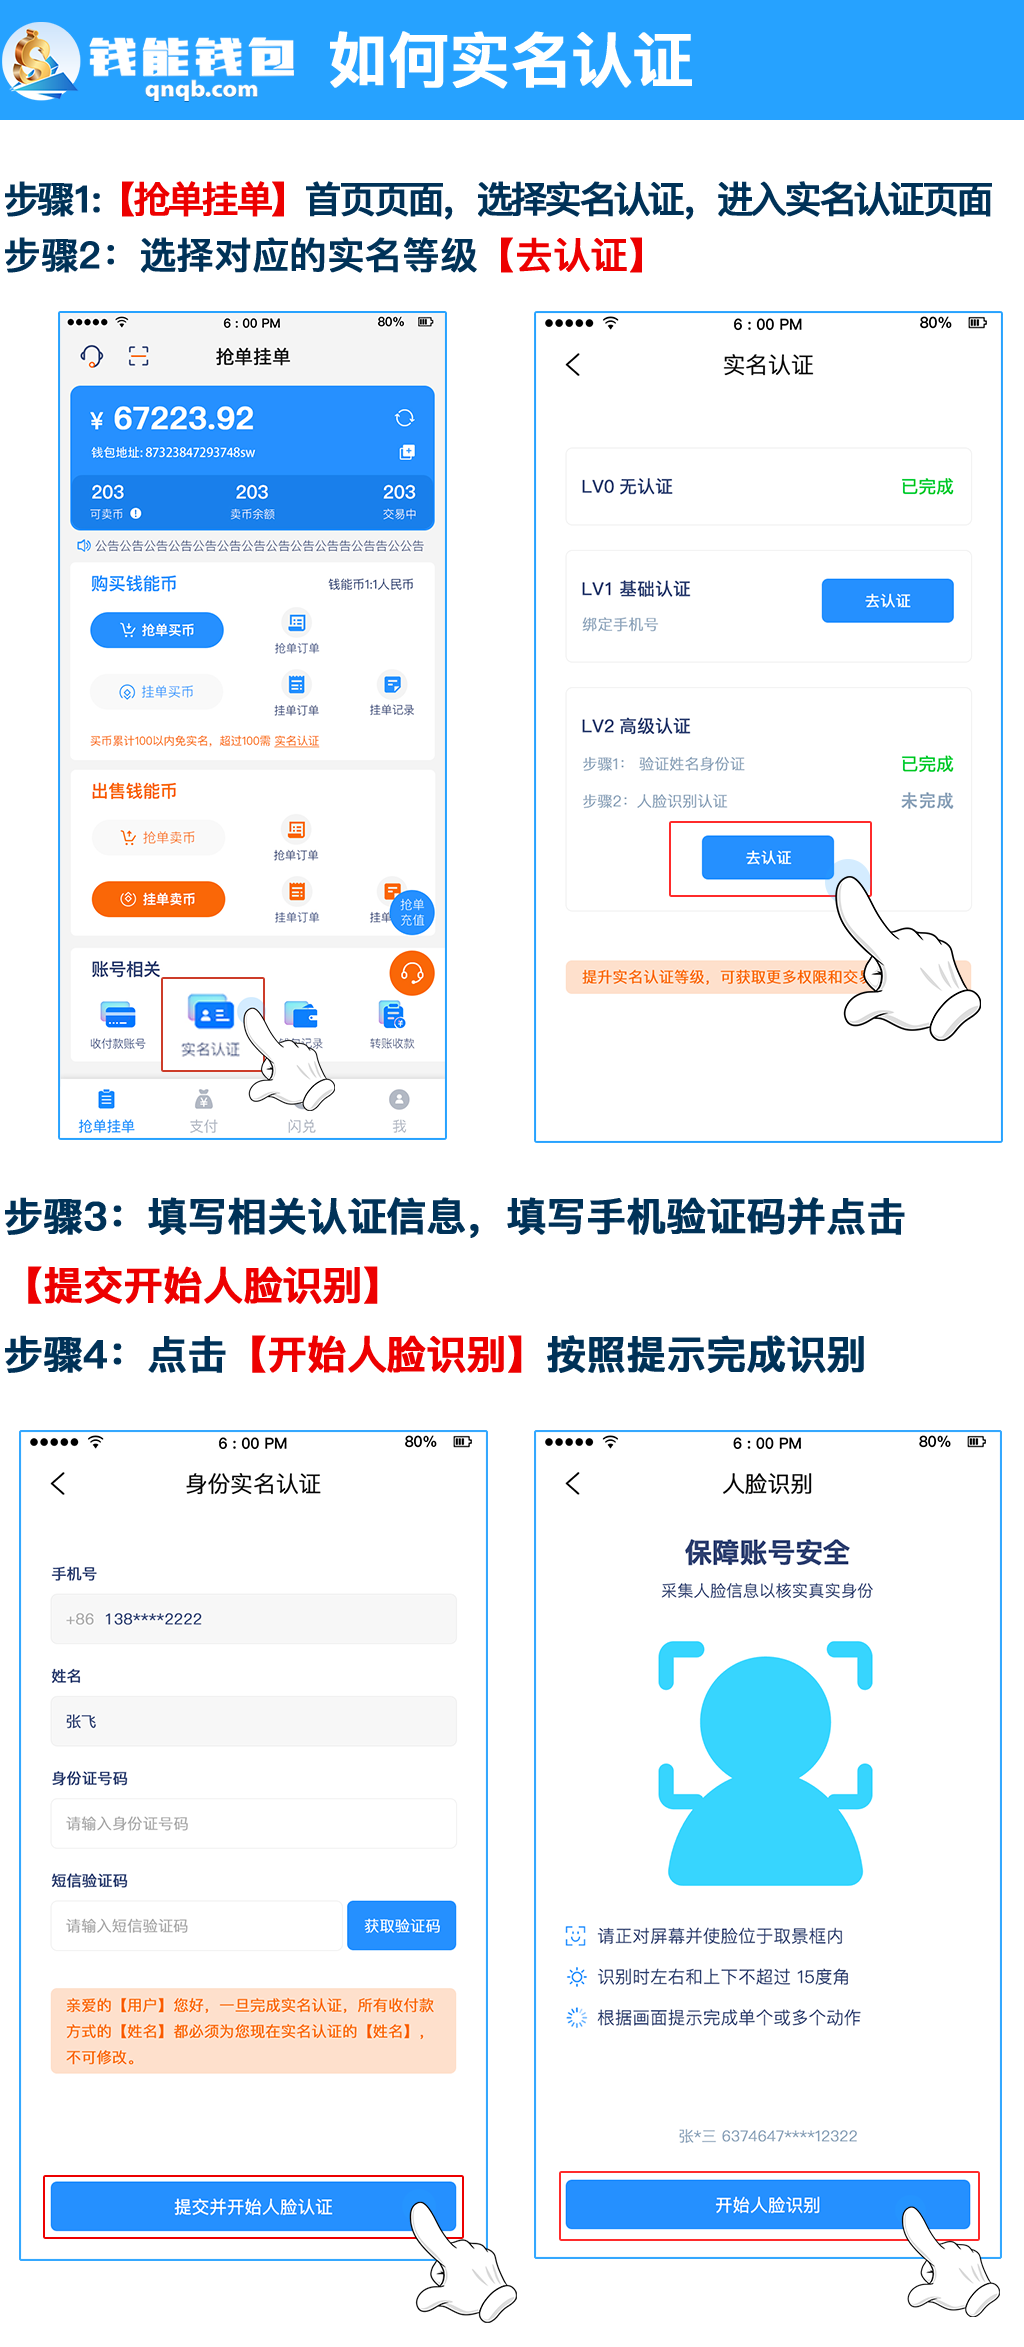 钱能钱包
qnqb.com
如何实名认证
步骤1:【抢单挂单】首页页面，选择实名认证，进入实名认证页面
步骤2：选择对应的实名等级【去认证】
6 : 00 PM
80%
抢单挂单
¥ 67223.92
钱包地址: 87323847293748sw
203
203
203
可卖币
卖币余额
交易中
公告公告公告公告公告公告公告公告公告公告告公告告公公告
购买钱能币
钱能币1:1人民币
抢单买币
抢单订单
挂单买币
挂单订单
挂单记录
买币累计100以内免实名，超过100需 实名认证
出售钱能币
抢单卖币
抢单订单
挂单卖币
挂单订单
挂单
抢单
充值
账号相关
收付款账号
实名认证
记录
转账收款
抢单挂单
支付
闪兑
我
6 : 00 PM
80%
实名认证
LV0 无认证
已完成
LV1 基础认证
绑定手机号
去认证
LV2 高级认证
步骤1： 验证姓名身份证
已完成
步骤2：人脸识别认证
未完成
去认证
提升实名认证等级，可获取更多权限和交
步骤3：填写相关认证信息，填写手机验证码并点击
【提交开始人脸识别】
步骤4：点击【开始人脸识别】按照提示完成识别
6 : 00 PM
80%
身份实名认证
手机号
+86 138****2222
姓名
张飞
身份证号码
请输入身份证号码
短信验证码
请输入短信验证码
获取验证码
亲爱的【用户】您好，一旦完成实名认证，所有收付款
方式的【姓名】都必须为您现在实名认证的【姓名】，
不可修改。
提交并开始人脸认证
6 : 00 PM
80%
人脸识别
保障账号安全
采集人脸信息以核实真实身份
请正对屏幕并使脸位于取景框内
识别时左右和上下不超过 15度角
根据画面提示完成单个或多个动作
张*三 6374647****12322
开始人脸识别